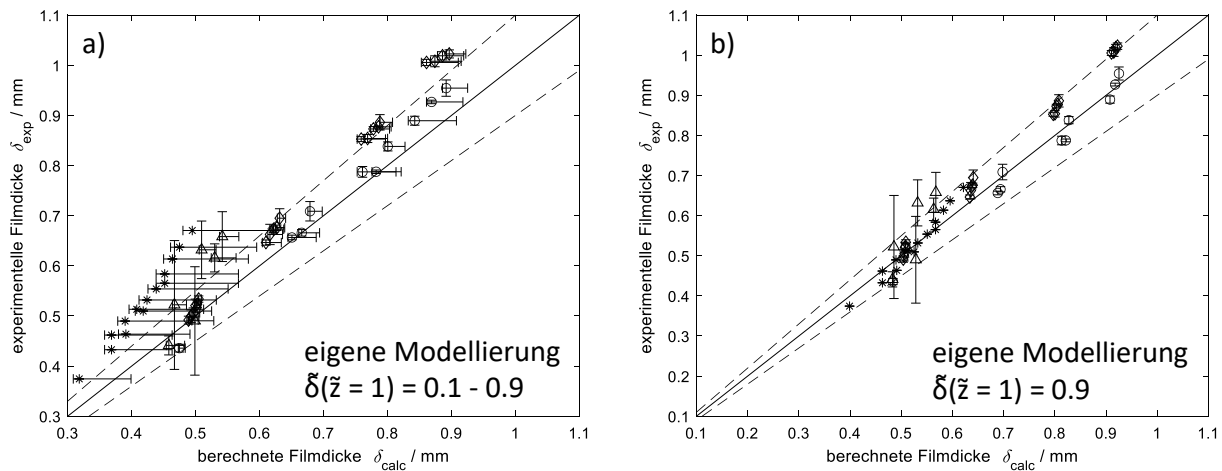 a)
1.1
1
0.9
0.8
0.7
0.6
0.5
0.4
0.3
0.3 0.4 0.5 0.6 0.7 0.8 0.9 1 1.1
experimentelle Filmdicke δexp / mm
berechnete Filmdicke δcalc / mm
eigene Modellierung
δ̃(z̃ = 1) = 0.1 - 0.9
b)
1.1
1
0.9
0.8
0.7
0.6
0.5
0.4
0.3
0.2
0.1
0.1 0.2 0.3 0.4 0.5 0.6 0.7 0.8 0.9 1 1.1
experimentelle Filmdicke δexp / mm
berechnete Filmdicke δcalc / mm
eigene Modellierung
δ̃(z̃ = 1) = 0.9